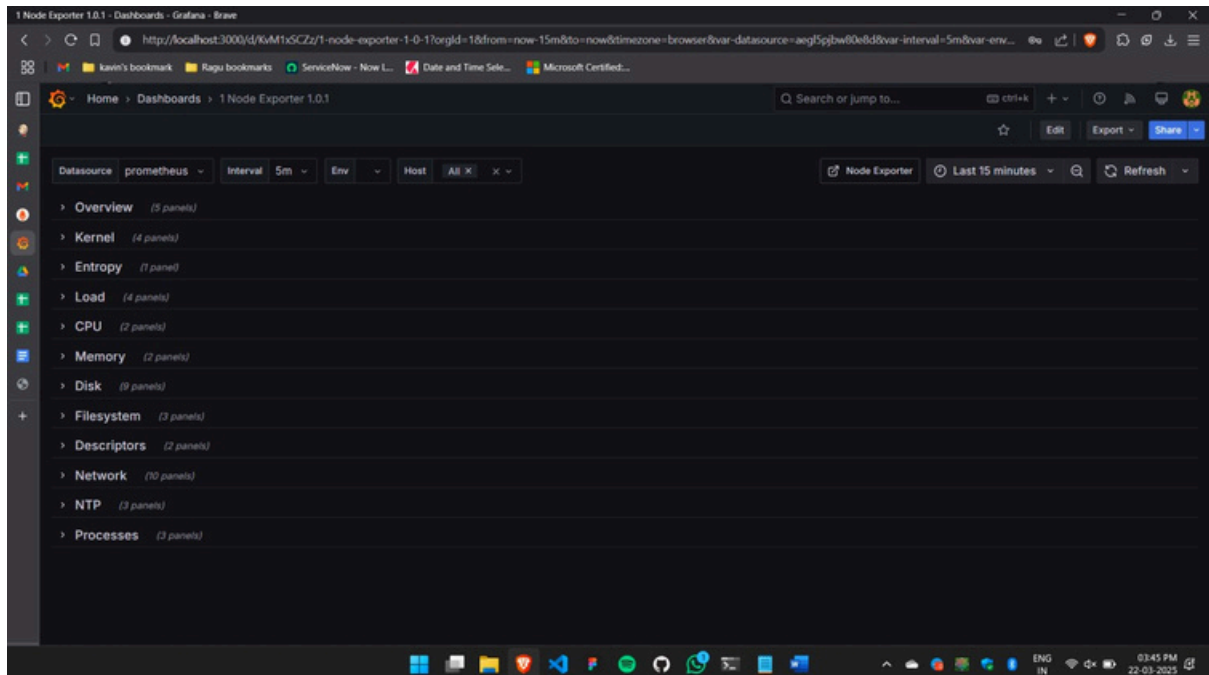 1 Node Exporter 1.0.1 - Dashboards - Grafana - Brave
http://localhost:3000/d/KvM1xSCZz/1-node-exporter-1-0-1?orgId=1&from=now-15m&to=now&timezone=browser&var-datasource=aegl5pjbw80e8d&var-interval=5m&var-env...
kavin's bookmark Ragu bookmarks ServiceNow - Now L... Date and Time Sele... Microsoft Certified:...
Home › Dashboards › 1 Node Exporter 1.0.1 Search or jump to... ctrl+k
Edit Export Share
Datasource prometheus Interval 5m Env Host All × Node Exporter Last 15 minutes Refresh
Overview (5 panels)
Kernel (4 panels)
Entropy (1 panel)
Load (4 panels)
CPU (2 panels)
Memory (2 panels)
Disk (9 panels)
Filesystem (3 panels)
Descriptors (2 panels)
Network (10 panels)
NTP (3 panels)
Processes (3 panels)
ENG 03:45 PM
IN 22-03-2025